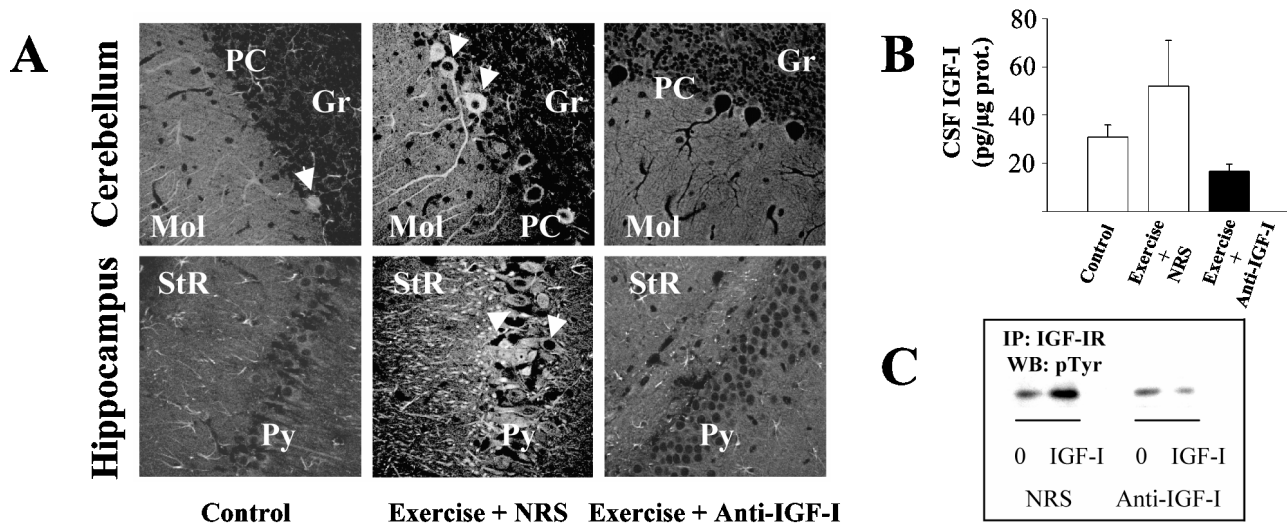 A
Cerebellum
PC
Gr
Mol
PC
Gr
Mol
PC
Gr
PC
Mol
Hippocampus
StR
Py
StR
Py
StR
Py
Control
Exercise + NRS
Exercise + Anti-IGF-I
B
CSF IGF-I
(pg/µg prot.)
80
60
40
20
Control
Exercise
+
NRS
Exercise
+
Anti-IGF-I
C
IP: IGF-IR
WB: pTyr
0 IGF-I
0 IGF-I
NRS
Anti-IGF-I